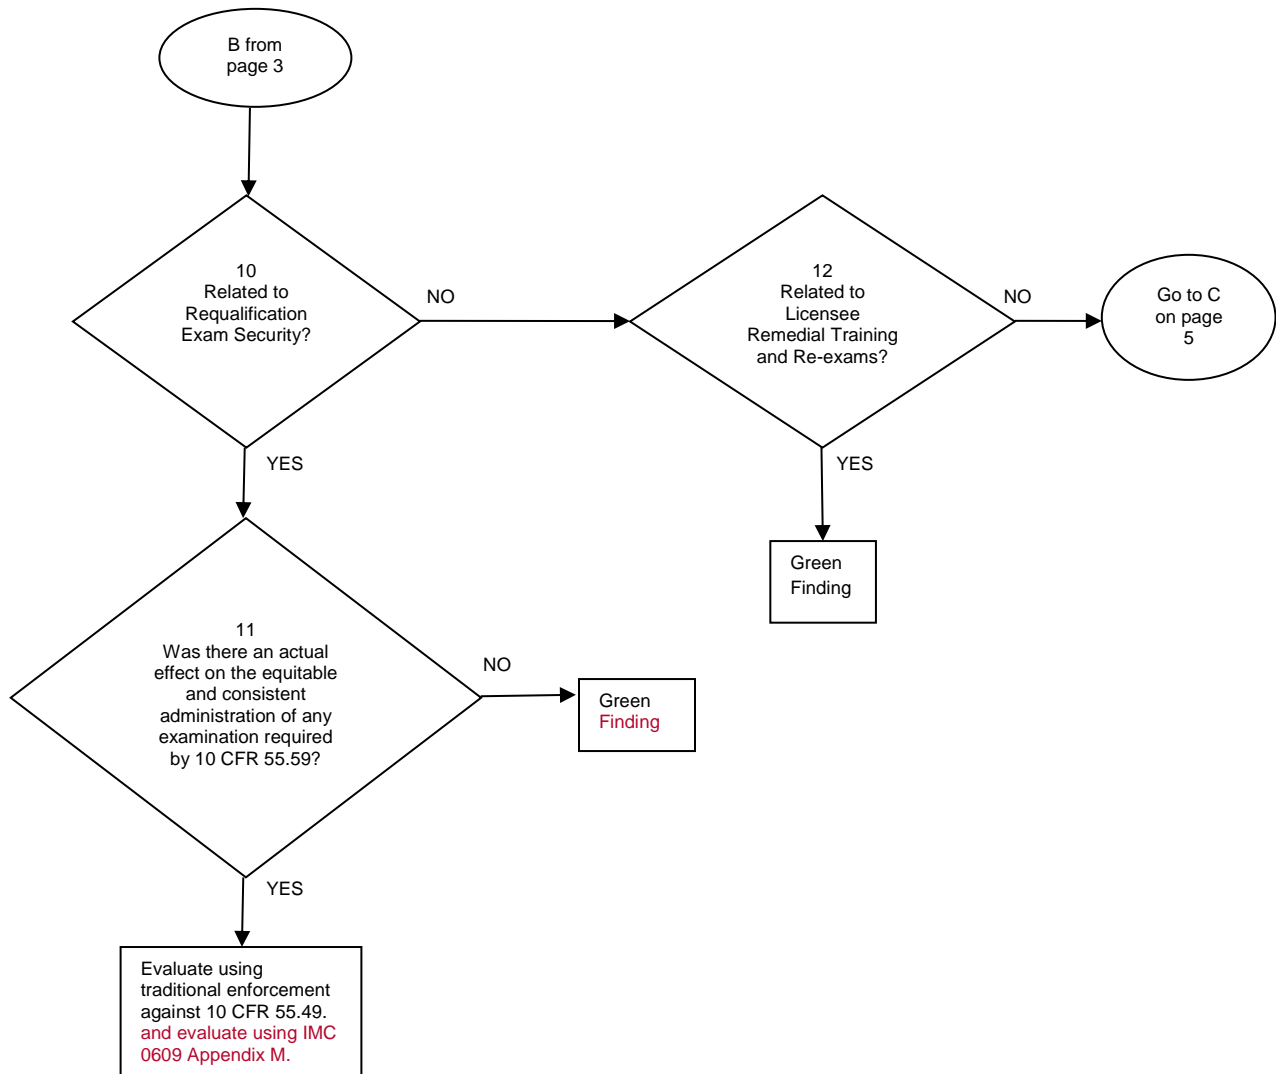 B from
page 3
10
Related to
Requalification
Exam Security?
NO
12
Related to
Licensee
Remedial Training
and Re-exams?
NO
Go to C
on page
5
YES
YES
Green
Finding
11
Was there an actual
effect on the equitable
and consistent
administration of any
examination required
by 10 CFR 55.59?
NO
Green
Finding
YES
Evaluate using
traditional enforcement
against 10 CFR 55.49.
and evaluate using IMC
0609 Appendix M.